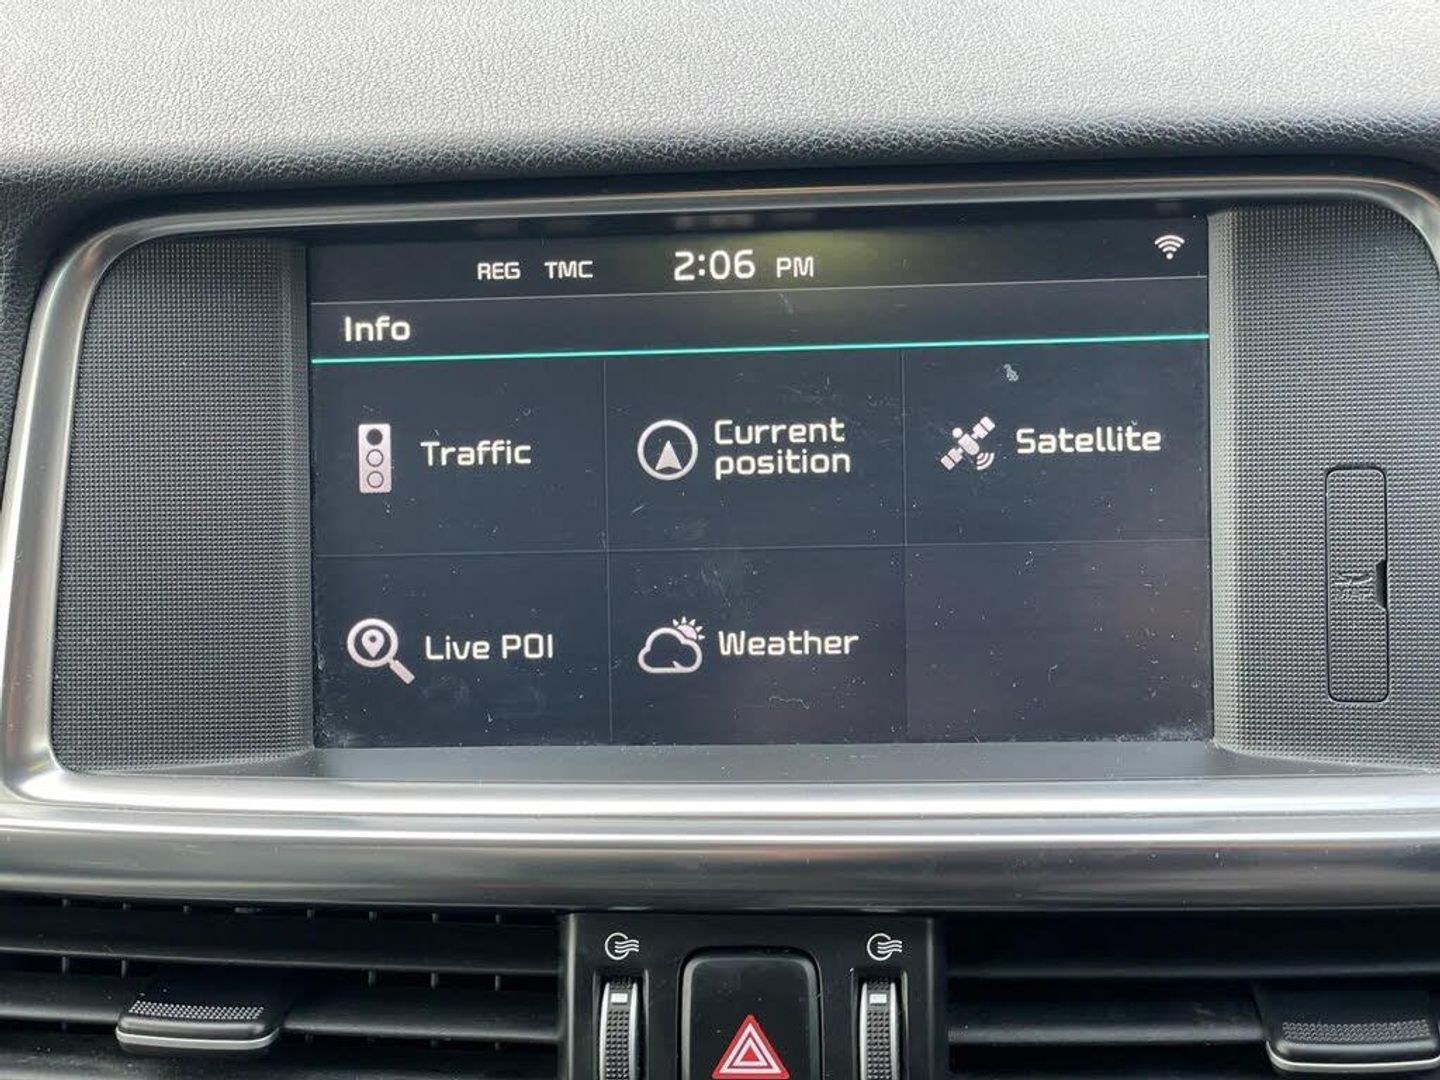 REG TMC 2:06 PM
Info
Traffic
Current
position
Satellite
Live POI
Weather